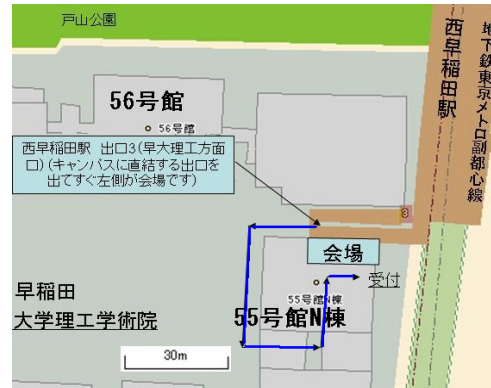 戸山公園
56号館
56号館
西早稲田駅
地下鉄東京メトロ副都心線
西早稲田駅 出口3(早大理工方面
口)(キャンパスに直結する出口を
出てすぐ左側が会場です)
3
会場
受付
55号館N棟
55号館N棟
早稲田
大学理工学術院
30m